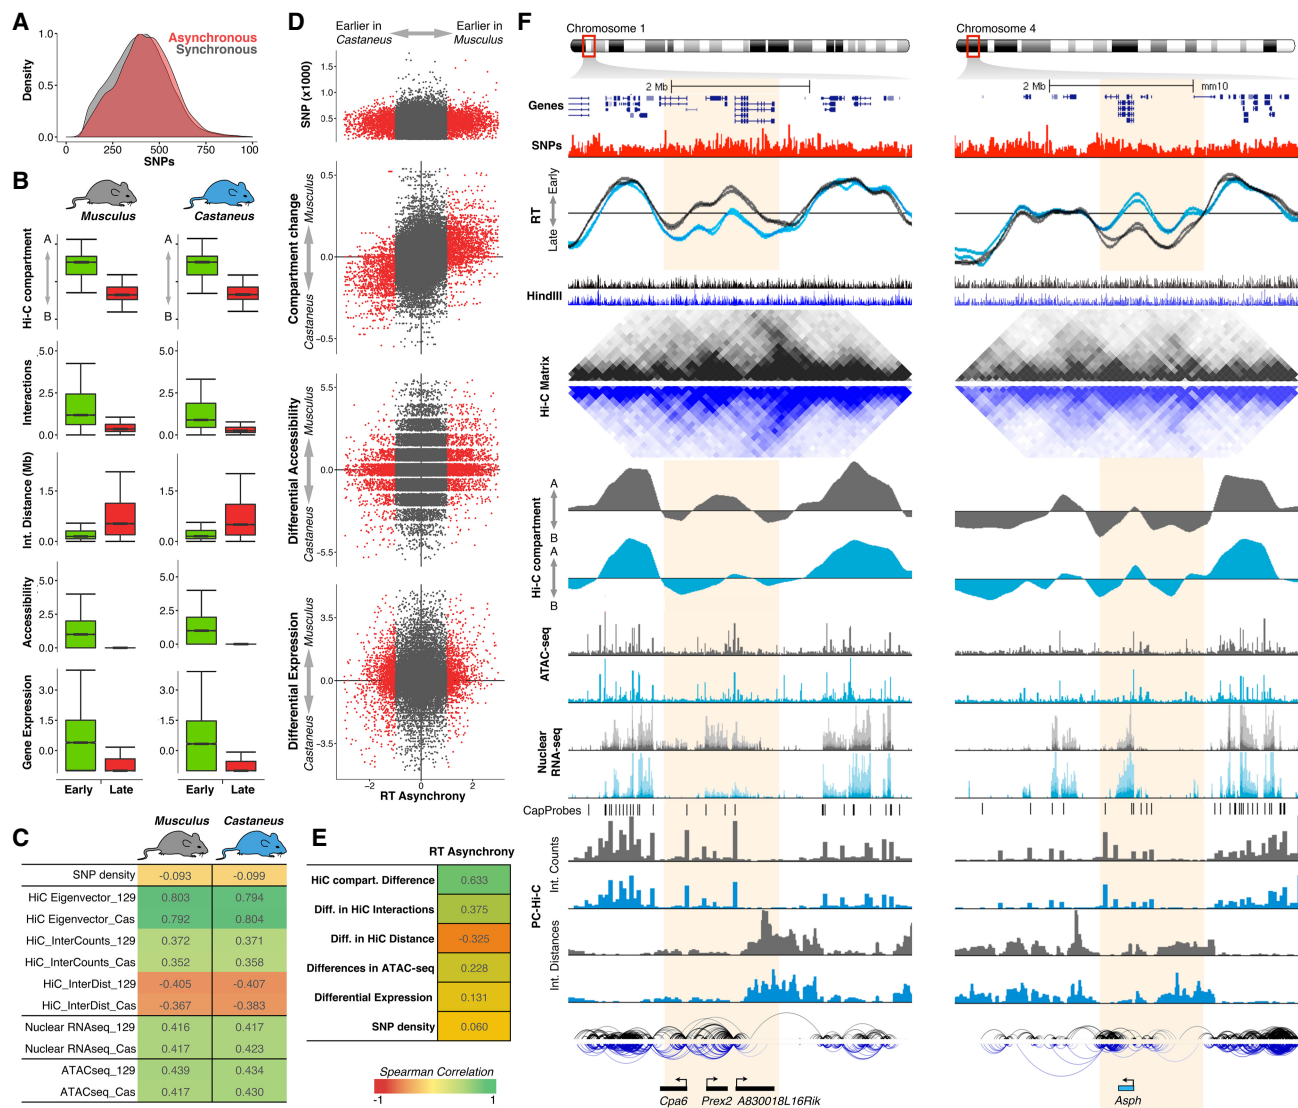 A
Density
1.0
0.5
0.0
Asynchronous
Synchronous
0
250
500
750
1000
SNPs
B
Musculus
Castaneus
Hi-C compartment
A
B
A
B
Interactions
5.0
2.5
0.0
5.0
2.5
0.0
Int. Distance (Mb)
1.5
0.0
1.5
0.0
Accessibility
5.0
2.5
0.0
5.0
2.5
0.0
Gene Expression
3.0
1.5
0.0
3.0
1.5
0.0
Early
Late
Early
Late
C
Musculus
Castaneus
SNP density -0.093 -0.099
HiC Eigenvector_129 0.803 0.794
HiC Eigenvector_Cas 0.792 0.804
HiC_InterCounts_129 0.372 0.371
HiC_InterCounts_Cas 0.352 0.358
HiC_InterDist_129 -0.405 -0.407
HiC_InterDist_Cas -0.367 -0.383
Nuclear RNAseq_129 0.416 0.417
Nuclear RNAseq_Cas 0.417 0.423
ATACseq_129 0.439 0.434
ATACseq_Cas 0.417 0.430
D
Earlier in
Castaneus
Earlier in
Musculus
SNP (x1000)
1.5
1.0
0.5
Compartment change
Castaneus
Musculus
0.5
0.0
-0.5
Differential Accessibility
Castaneus
Musculus
5.5
0.0
-5.5
Differential Expression
Castaneus
Musculus
3.5
0.0
-3.5
-2
0
2
RT Asynchrony
E
RT Asynchrony
HiC compart. Difference 0.633
Diff. in HiC Interactions 0.375
Diff. in HiC Distance -0.325
Differences in ATAC-seq 0.228
Differential Expression 0.131
SNP density 0.060
Spearman Correlation
-1
1
F
Chromosome 1
Chromosome 4
2 Mb
2 Mb
mm10
Genes
SNPs
RT
Late
Early
HindIII
Hi-C Matrix
Hi-C compartment
A
B
A
B
ATAC-seq
Nuclear
RNA-seq
CapProbes
PC-Hi-C
Int. Counts
Int. Distances
Cpa6
Prex2
A830018L16Rik
Asph